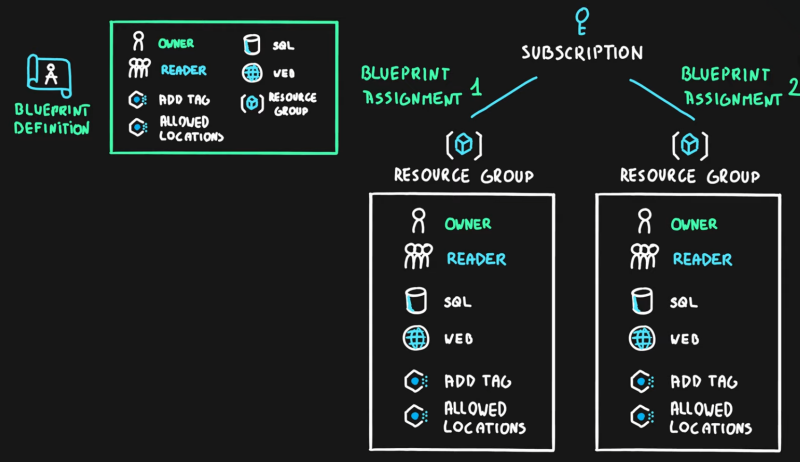 BLUEPRINT
DEFINITION
OWNER
READER
ADD TAG
ALLOWED
LOCATIONS
SQL
WEB
RESOURCE
GROUP
SUBSCRIPTION
BLUEPRINT
ASSIGNMENT 1
BLUEPRINT
ASSIGNMENT 2
RESOURCE GROUP
OWNER
READER
SQL
WEB
ADD TAG
ALLOWED
LOCATIONS
RESOURCE GROUP
OWNER
READER
SQL
WEB
ADD TAG
ALLOWED
LOCATIONS